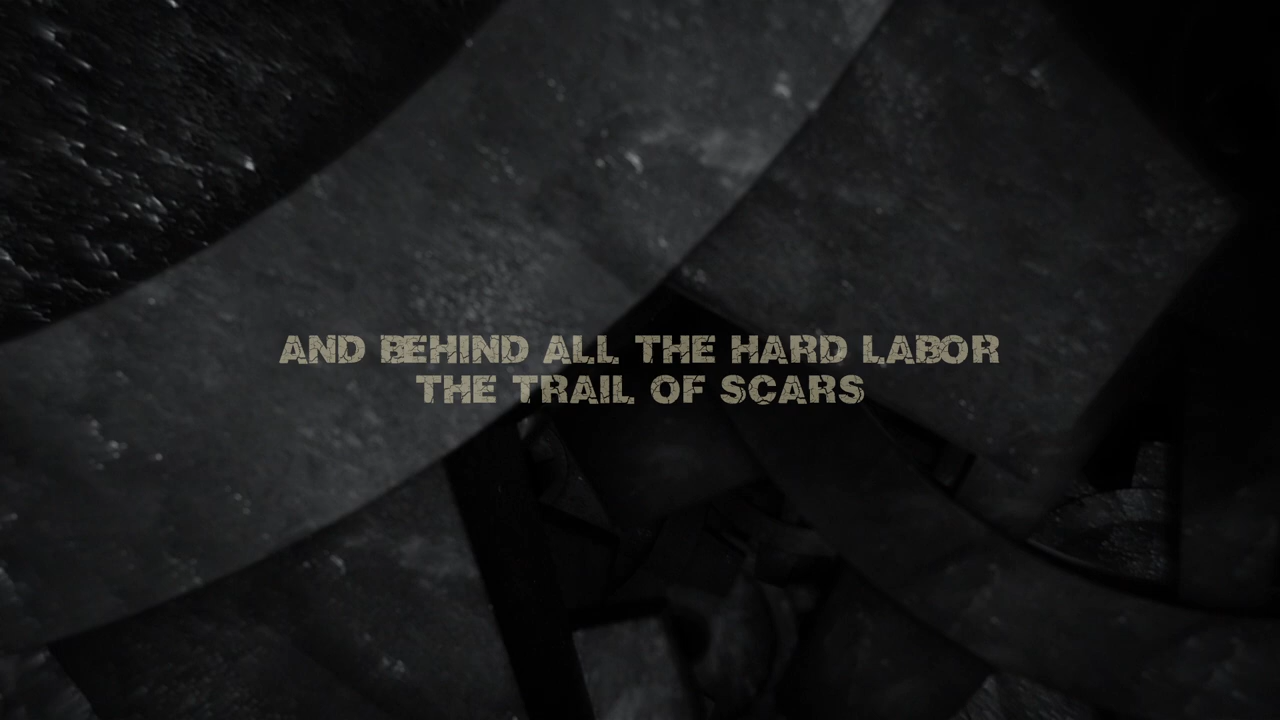 AND BEHIND ALL THE HARD LABOR
THE TRAIL OF SCARS